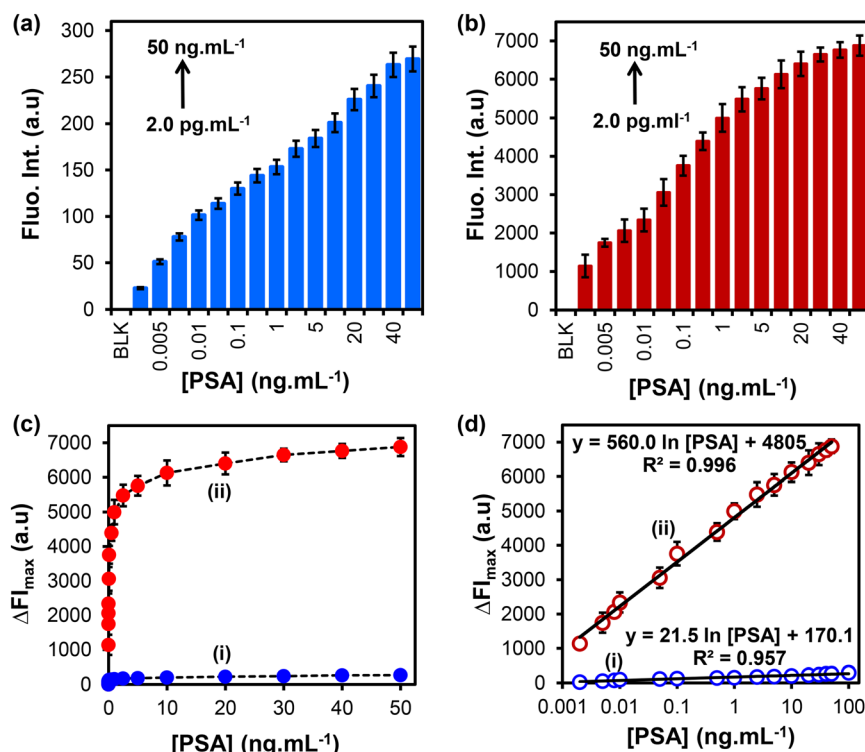 (a)
300
250
200
150
100
50
0
Fluo. Int. (a.u)
50 ng.mL⁻¹
2.0 pg.mL⁻¹
BLK
0.005
0.01
0.1
1
5
20
40
[PSA] (ng.mL⁻¹)
(b)
7000
6000
5000
4000
3000
2000
1000
0
Fluo. Int. (a.u)
50 ng.mL⁻¹
2.0 pg.ml⁻¹
BLK
0.005
0.01
0.1
1
5
20
40
[PSA] (ng.mL⁻¹)
(c)
7000
6000
5000
4000
3000
2000
1000
0
ΔFI_max (a.u)
(ii)
(i)
0 10 20 30 40 50
[PSA] (ng.mL⁻¹)
(d)
7000
6000
5000
4000
3000
2000
1000
0
ΔFI_max (a.u)
y = 560.0 ln [PSA] + 4805
R² = 0.996
(ii)
y = 21.5 ln [PSA] + 170.1
R² = 0.957
(i)
0.001 0.01 0.1 1 10 100
[PSA] (ng.mL⁻¹)